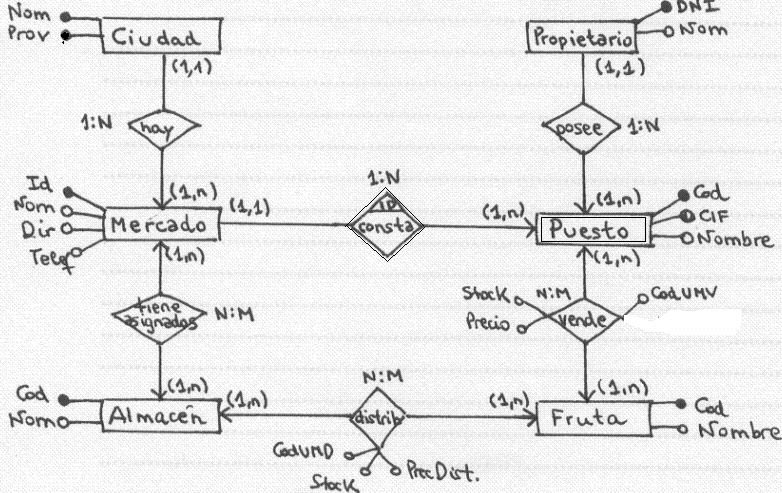 Nom
Prov
Ciudad
(1,1)
1:N
hay
(1,n)
DNI
Nom
Propietario
(1,1)
posee
1:N
(1,n)
Id
Nom
Dir
Telef
Mercado
(1,1)
1:N
ID
consta
(1,n)
Puesto
Cod
CIF
Nombre
(1,n)
tiene
asignados
N:M
(1,n)
(1,n)
Stock
Precio
N:M
vende
CodUMV
(1,n)
Cod
Nom
Almacén
(1,n)
N:M
distrib
CodUMD
Stock
PrecDist.
(1,n)
Fruta
Cod
Nombre